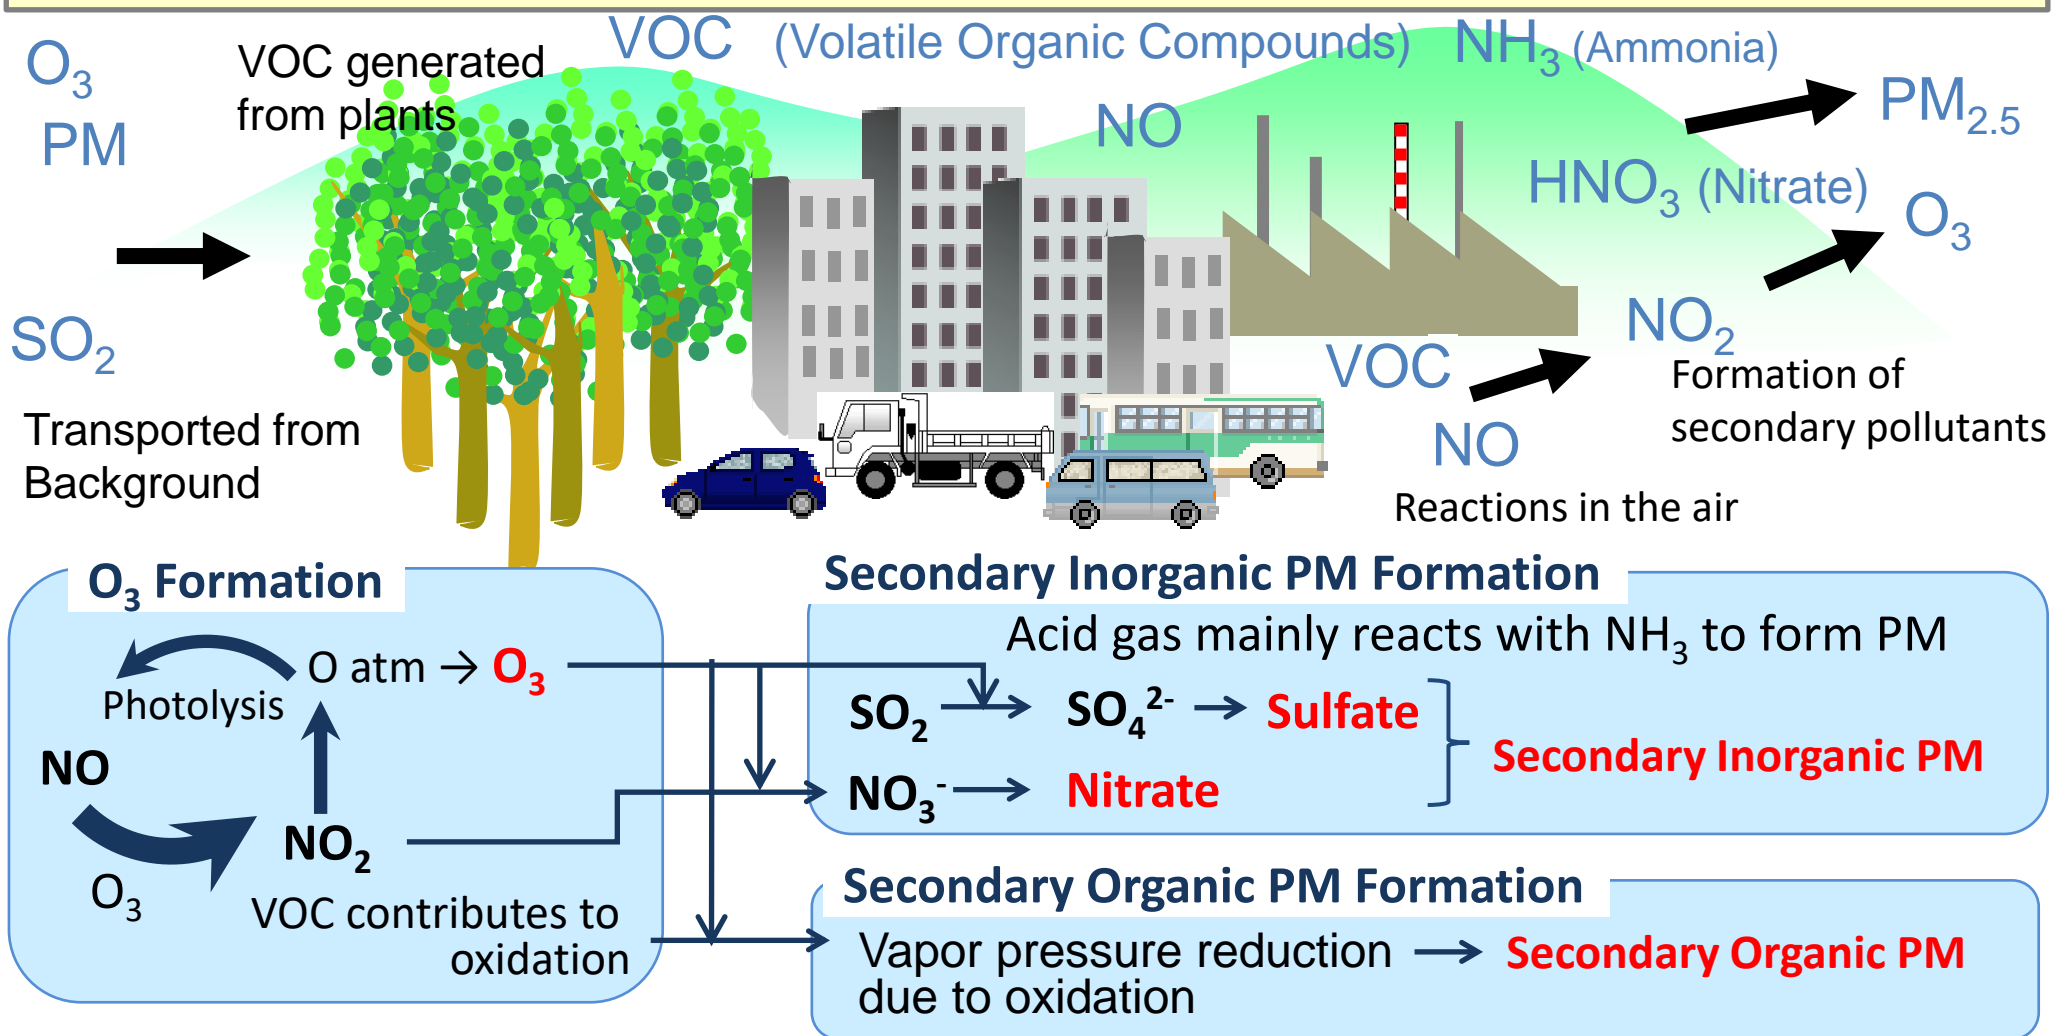 O₃
PM
VOC generated
from plants
VOC (Volatile Organic Compounds)
NH₃ (Ammonia)
NO
PM₂.₅
HNO₃ (Nitrate)
O₃
SO₂
NO₂
VOC
NO
Formation of
secondary pollutants
Transported from
Background
Reactions in the air
O₃ Formation
O atm → O₃
Photolysis
NO
NO₂
O₃
VOC contributes to
oxidation
Secondary Inorganic PM Formation
Acid gas mainly reacts with NH₃ to form PM
SO₂ → SO₄²⁻ → Sulfate
NO₃⁻ → Nitrate
Secondary Inorganic PM
Secondary Organic PM Formation
Vapor pressure reduction → Secondary Organic PM
due to oxidation